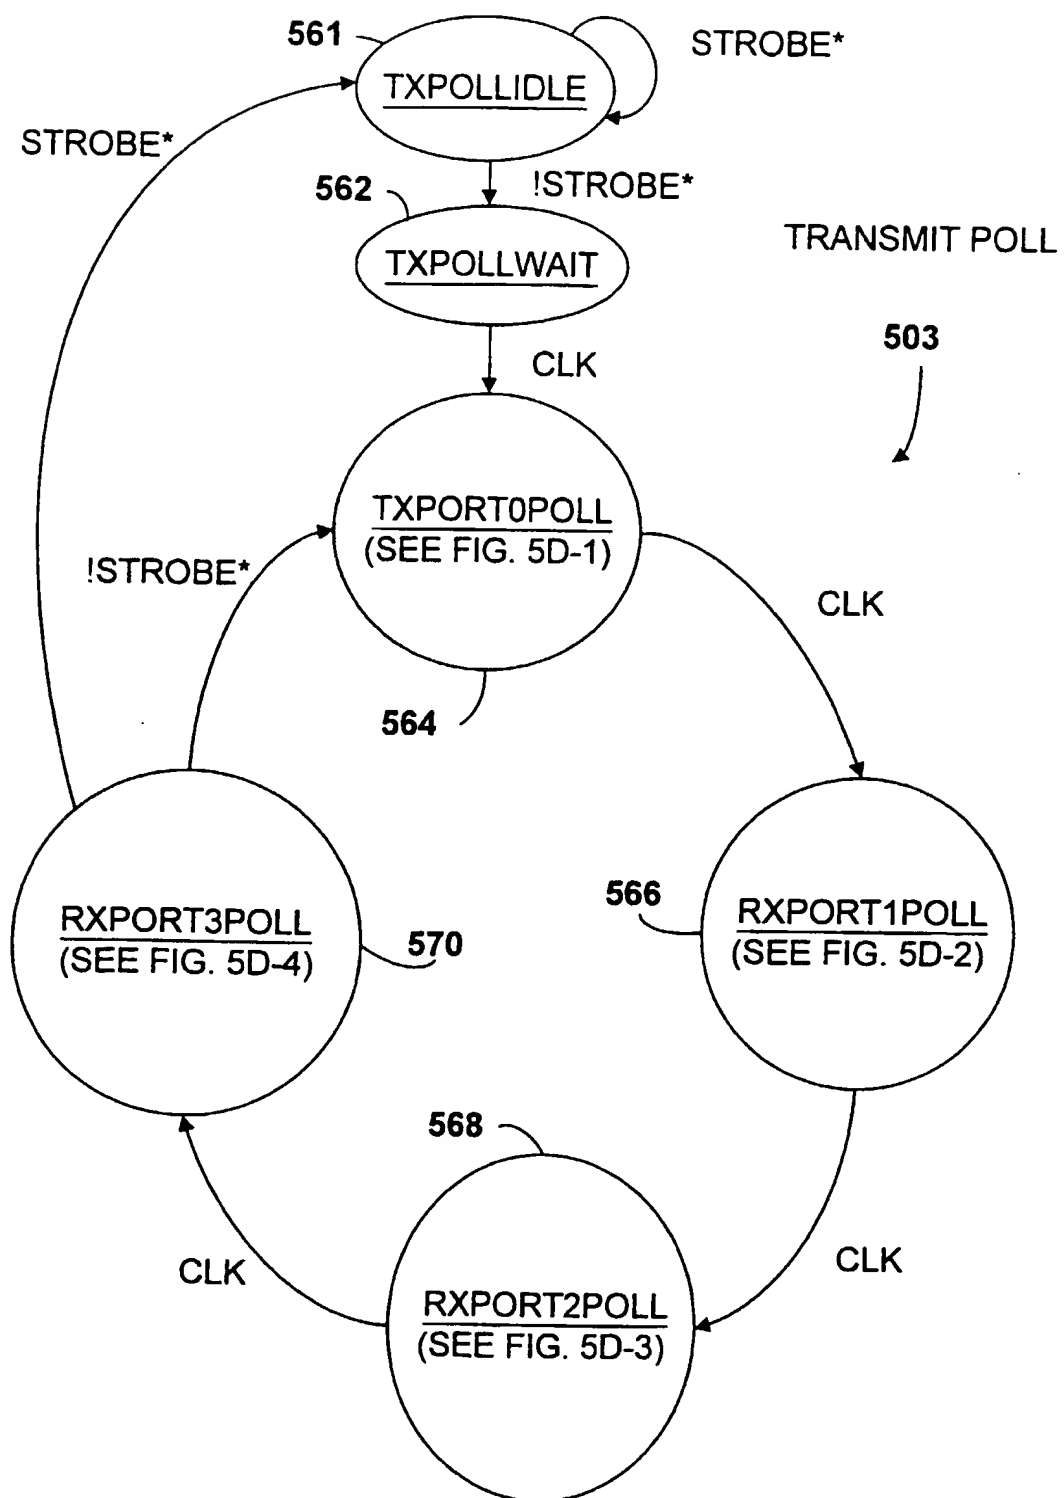 561
STROBE*
TXPOLLIDLE
STROBE*
!STROBE*
562
TXPOLLWAIT
TRANSMIT POLL
503
CLK
TXPORT0POLL
(SEE FIG. 5D-1)
!STROBE*
CLK
564
RXPORT3POLL
(SEE FIG. 5D-4)
570
566
RXPORT1POLL
(SEE FIG. 5D-2)
568
CLK
CLK
RXPORT2POLL
(SEE FIG. 5D-3)